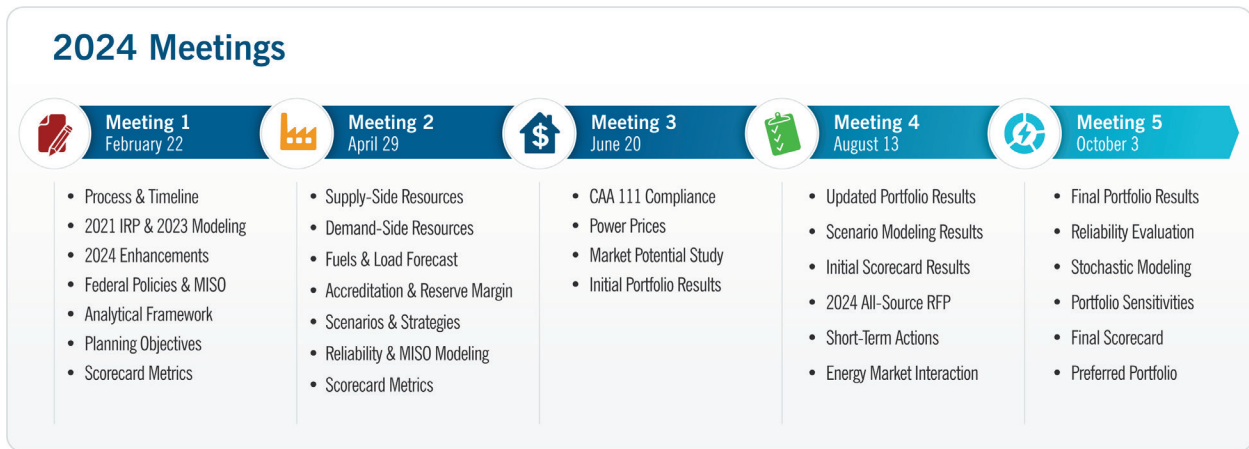 2024 Meetings
Meeting 1
February 22
• Process & Timeline
• 2021 IRP & 2023 Modeling
• 2024 Enhancements
• Federal Policies & MISO
• Analytical Framework
• Planning Objectives
• Scorecard Metrics
Meeting 2
April 29
• Supply-Side Resources
• Demand-Side Resources
• Fuels & Load Forecast
• Accreditation & Reserve Margin
• Scenarios & Strategies
• Reliability & MISO Modeling
• Scorecard Metrics
$
Meeting 3
June 20
• CAA 111 Compliance
• Power Prices
• Market Potential Study
• Initial Portfolio Results
Meeting 4
August 13
• Updated Portfolio Results
• Scenario Modeling Results
• Initial Scorecard Results
• 2024 All-Source RFP
• Short-Term Actions
• Energy Market Interaction
Meeting 5
October 3
• Final Portfolio Results
• Reliability Evaluation
• Stochastic Modeling
• Portfolio Sensitivities
• Final Scorecard
• Preferred Portfolio